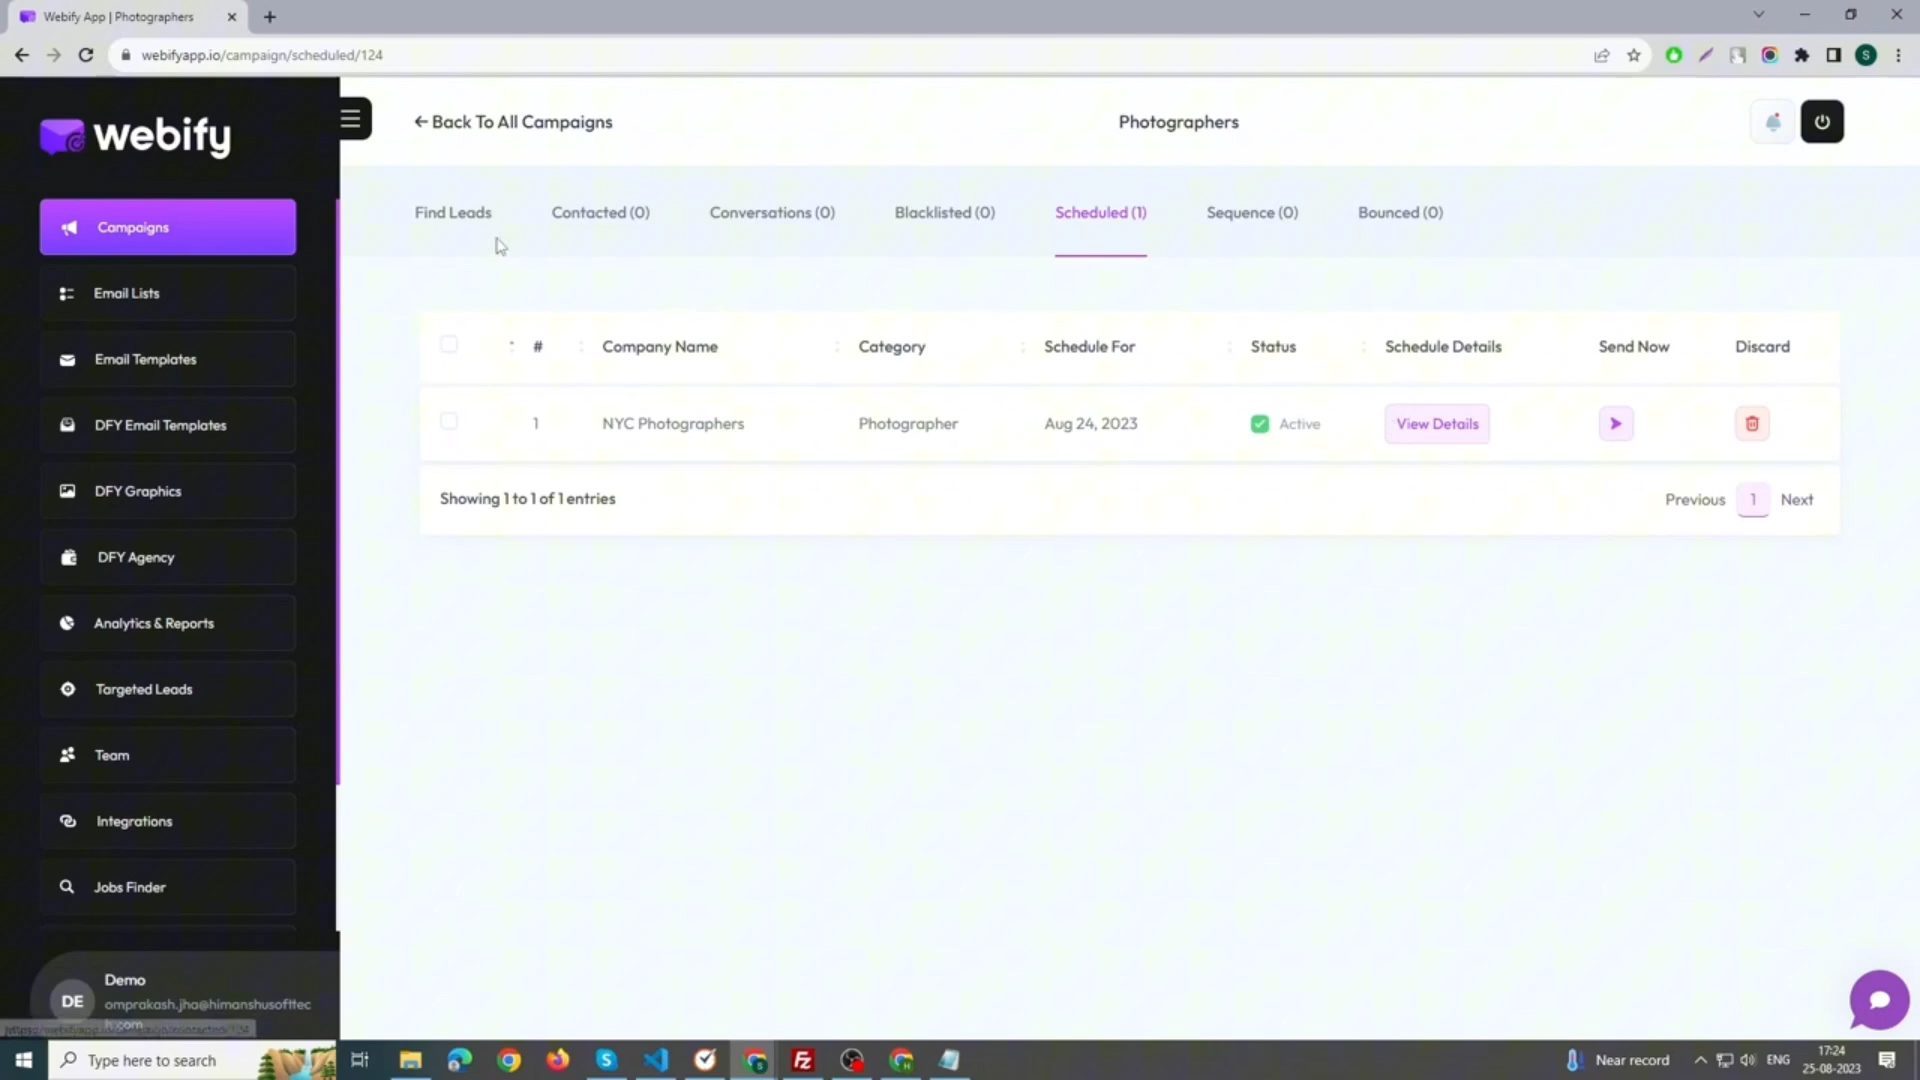 Webify App | Photographers
webifyapp.io/campaign/scheduled/124
S
webify
Back To All Campaigns
Photographers
Find Leads
Contacted (0)
Conversations (0)
Blacklisted (0)
Scheduled (1)
Sequence (0)
Bounced (0)
Campaigns
Email Lists
Email Templates
DFY Email Templates
DFY Graphics
DFY Agency
Analytics & Reports
Targeted Leads
Team
Integrations
Jobs Finder
# Company Name Category Schedule For Status Schedule Details Send Now Discard
1 NYC Photographers Photographer Aug 24, 2023 Active View Details
Showing 1 to 1 of 1 entries
Previous 1 Next
DE
Demo
omprakash.jha@himanshusofttec
h.com
Type here to search
Near record
ENG
17:24
25-08-2023